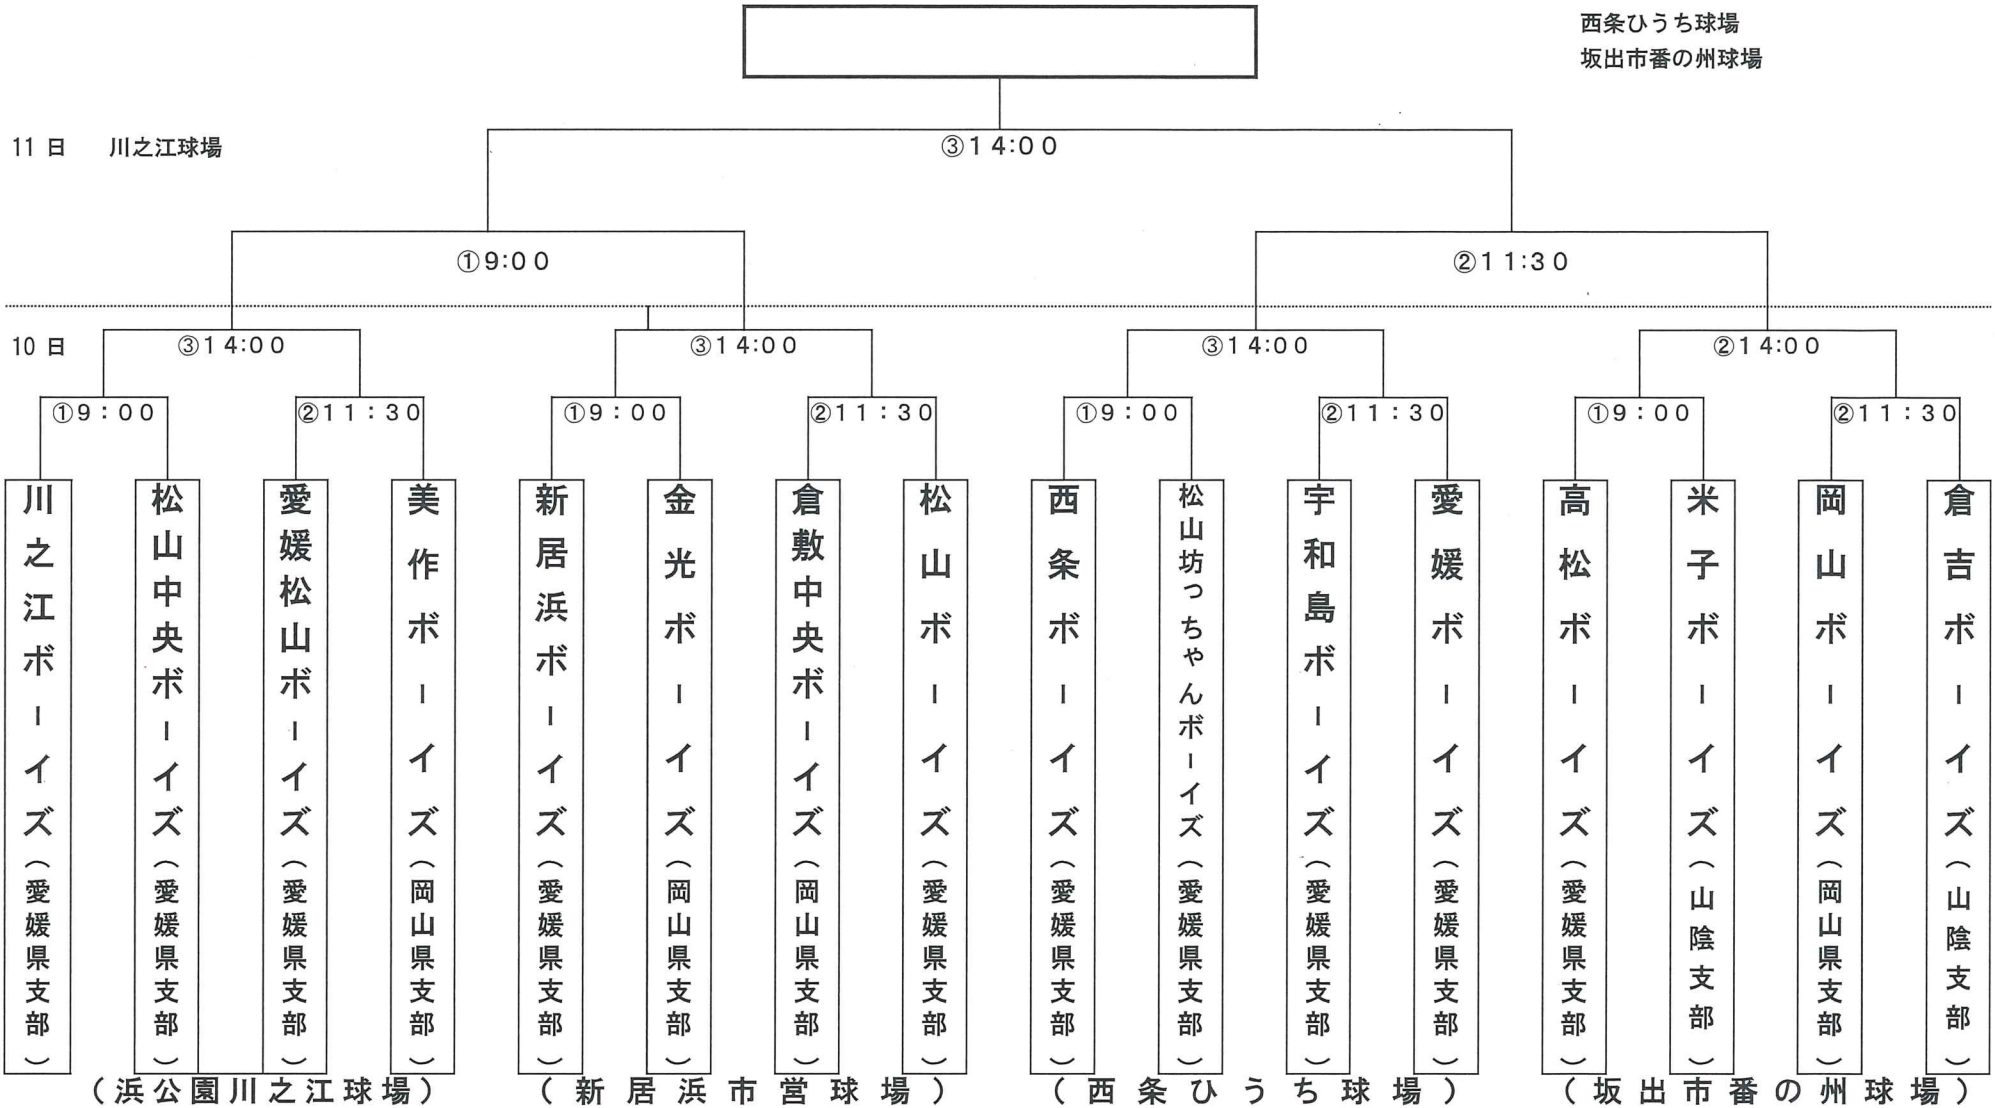 西条ひうち球場
坂出市番の州球場
11 日 川之江球場
③14:00
①9:00
②11:30
10 日
③14:00
③14:00
③14:00
②14:00
①9:00
②11:30
①9:00
②11:30
①9:00
②11:30
①9:00
②11:30
川之江ボーイズ(愛媛県支部)
松山中央ボーイズ(愛媛県支部)
愛媛松山ボーイズ(愛媛県支部)
美作ボーイズ(岡山県支部)
新居浜ボーイズ(愛媛県支部)
金光ボーイズ(岡山県支部)
倉敷中央ボーイズ(岡山県支部)
松山ボーイズ(愛媛県支部)
西条ボーイズ(愛媛県支部)
松山坊っちゃんボーイズ(愛媛県支部)
宇和島ボーイズ(愛媛県支部)
愛媛ボーイズ(愛媛県支部)
高松ボーイズ(愛媛県支部)
米子ボーイズ(山陰支部)
岡山ボーイズ(岡山県支部)
倉吉ボーイズ(山陰支部)
(浜公園川之江球場)
(新居浜市営球場)
(西条ひうち球場)
(坂出市番の州球場)